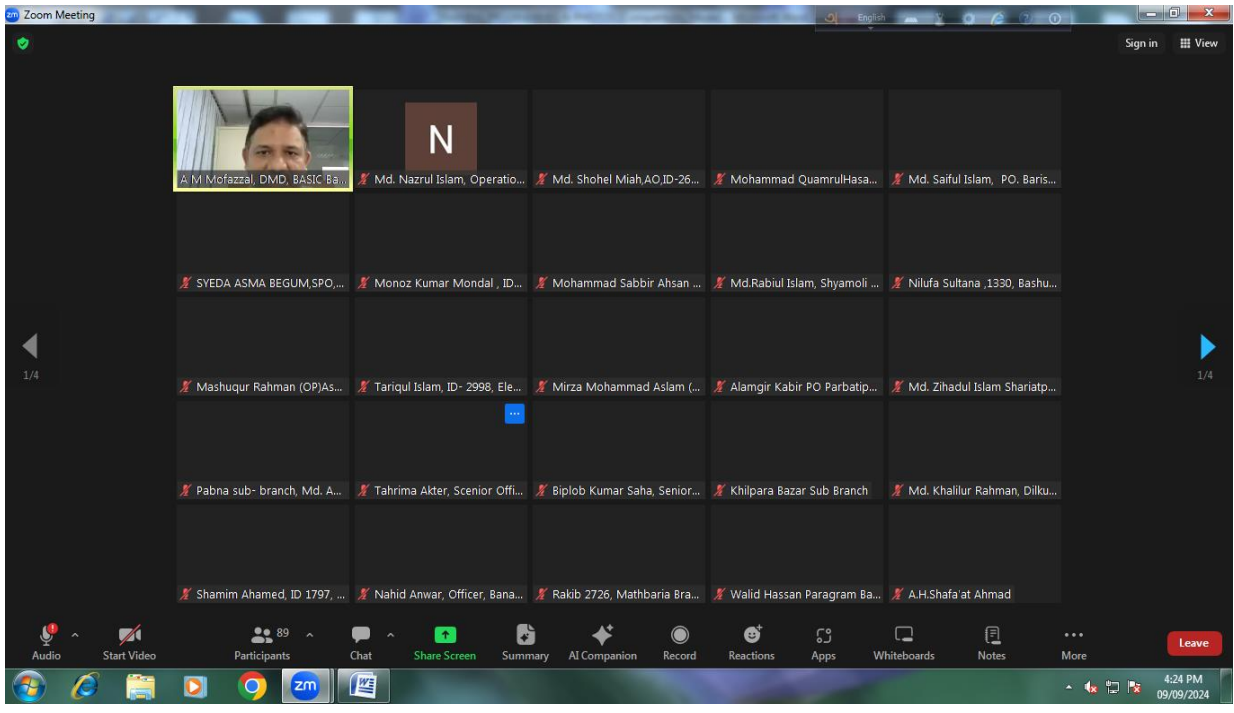 zm Zoom Meeting
English
Sign in View
A M Mofazzal, DMD, BASIC Ba...
N
Md. Nazrul Islam, Operatio...
Md. Shohel Miah,AO,ID-26...
Mohammad QuamrulHasa...
Md. Saiful Islam, PO. Baris...
SYEDA ASMA BEGUM,SPO,...
Monoz Kumar Mondal , ID...
Mohammad Sabbir Ahsan ...
Md.Rabiul Islam, Shyamoli ...
Nilufa Sultana ,1330, Bashu...
1/4
Mashuqur Rahman (OP)As...
Tariqul Islam, ID- 2998, Ele...
Mirza Mohammad Aslam (...
Alamgir Kabir PO Parbatip...
Md. Zihadul Islam Shariatp...
1/4
Pabna sub- branch, Md. A...
Tahrima Akter, Scenior Offi...
Biplob Kumar Saha, Senior...
Khilpara Bazar Sub Branch
Md. Khalilur Rahman, Dilku...
Shamim Ahamed, ID 1797, ...
Nahid Anwar, Officer, Bana...
Rakib 2726, Mathbaria Bra...
Walid Hassan Paragram Ba...
A.H.Shafa'at Ahmad
Audio
Start Video
89
Participants
Chat
Share Screen
Summary
AI Companion
Record
Reactions
Apps
Whiteboards
Notes
More
Leave
zm
4:24 PM
09/09/2024